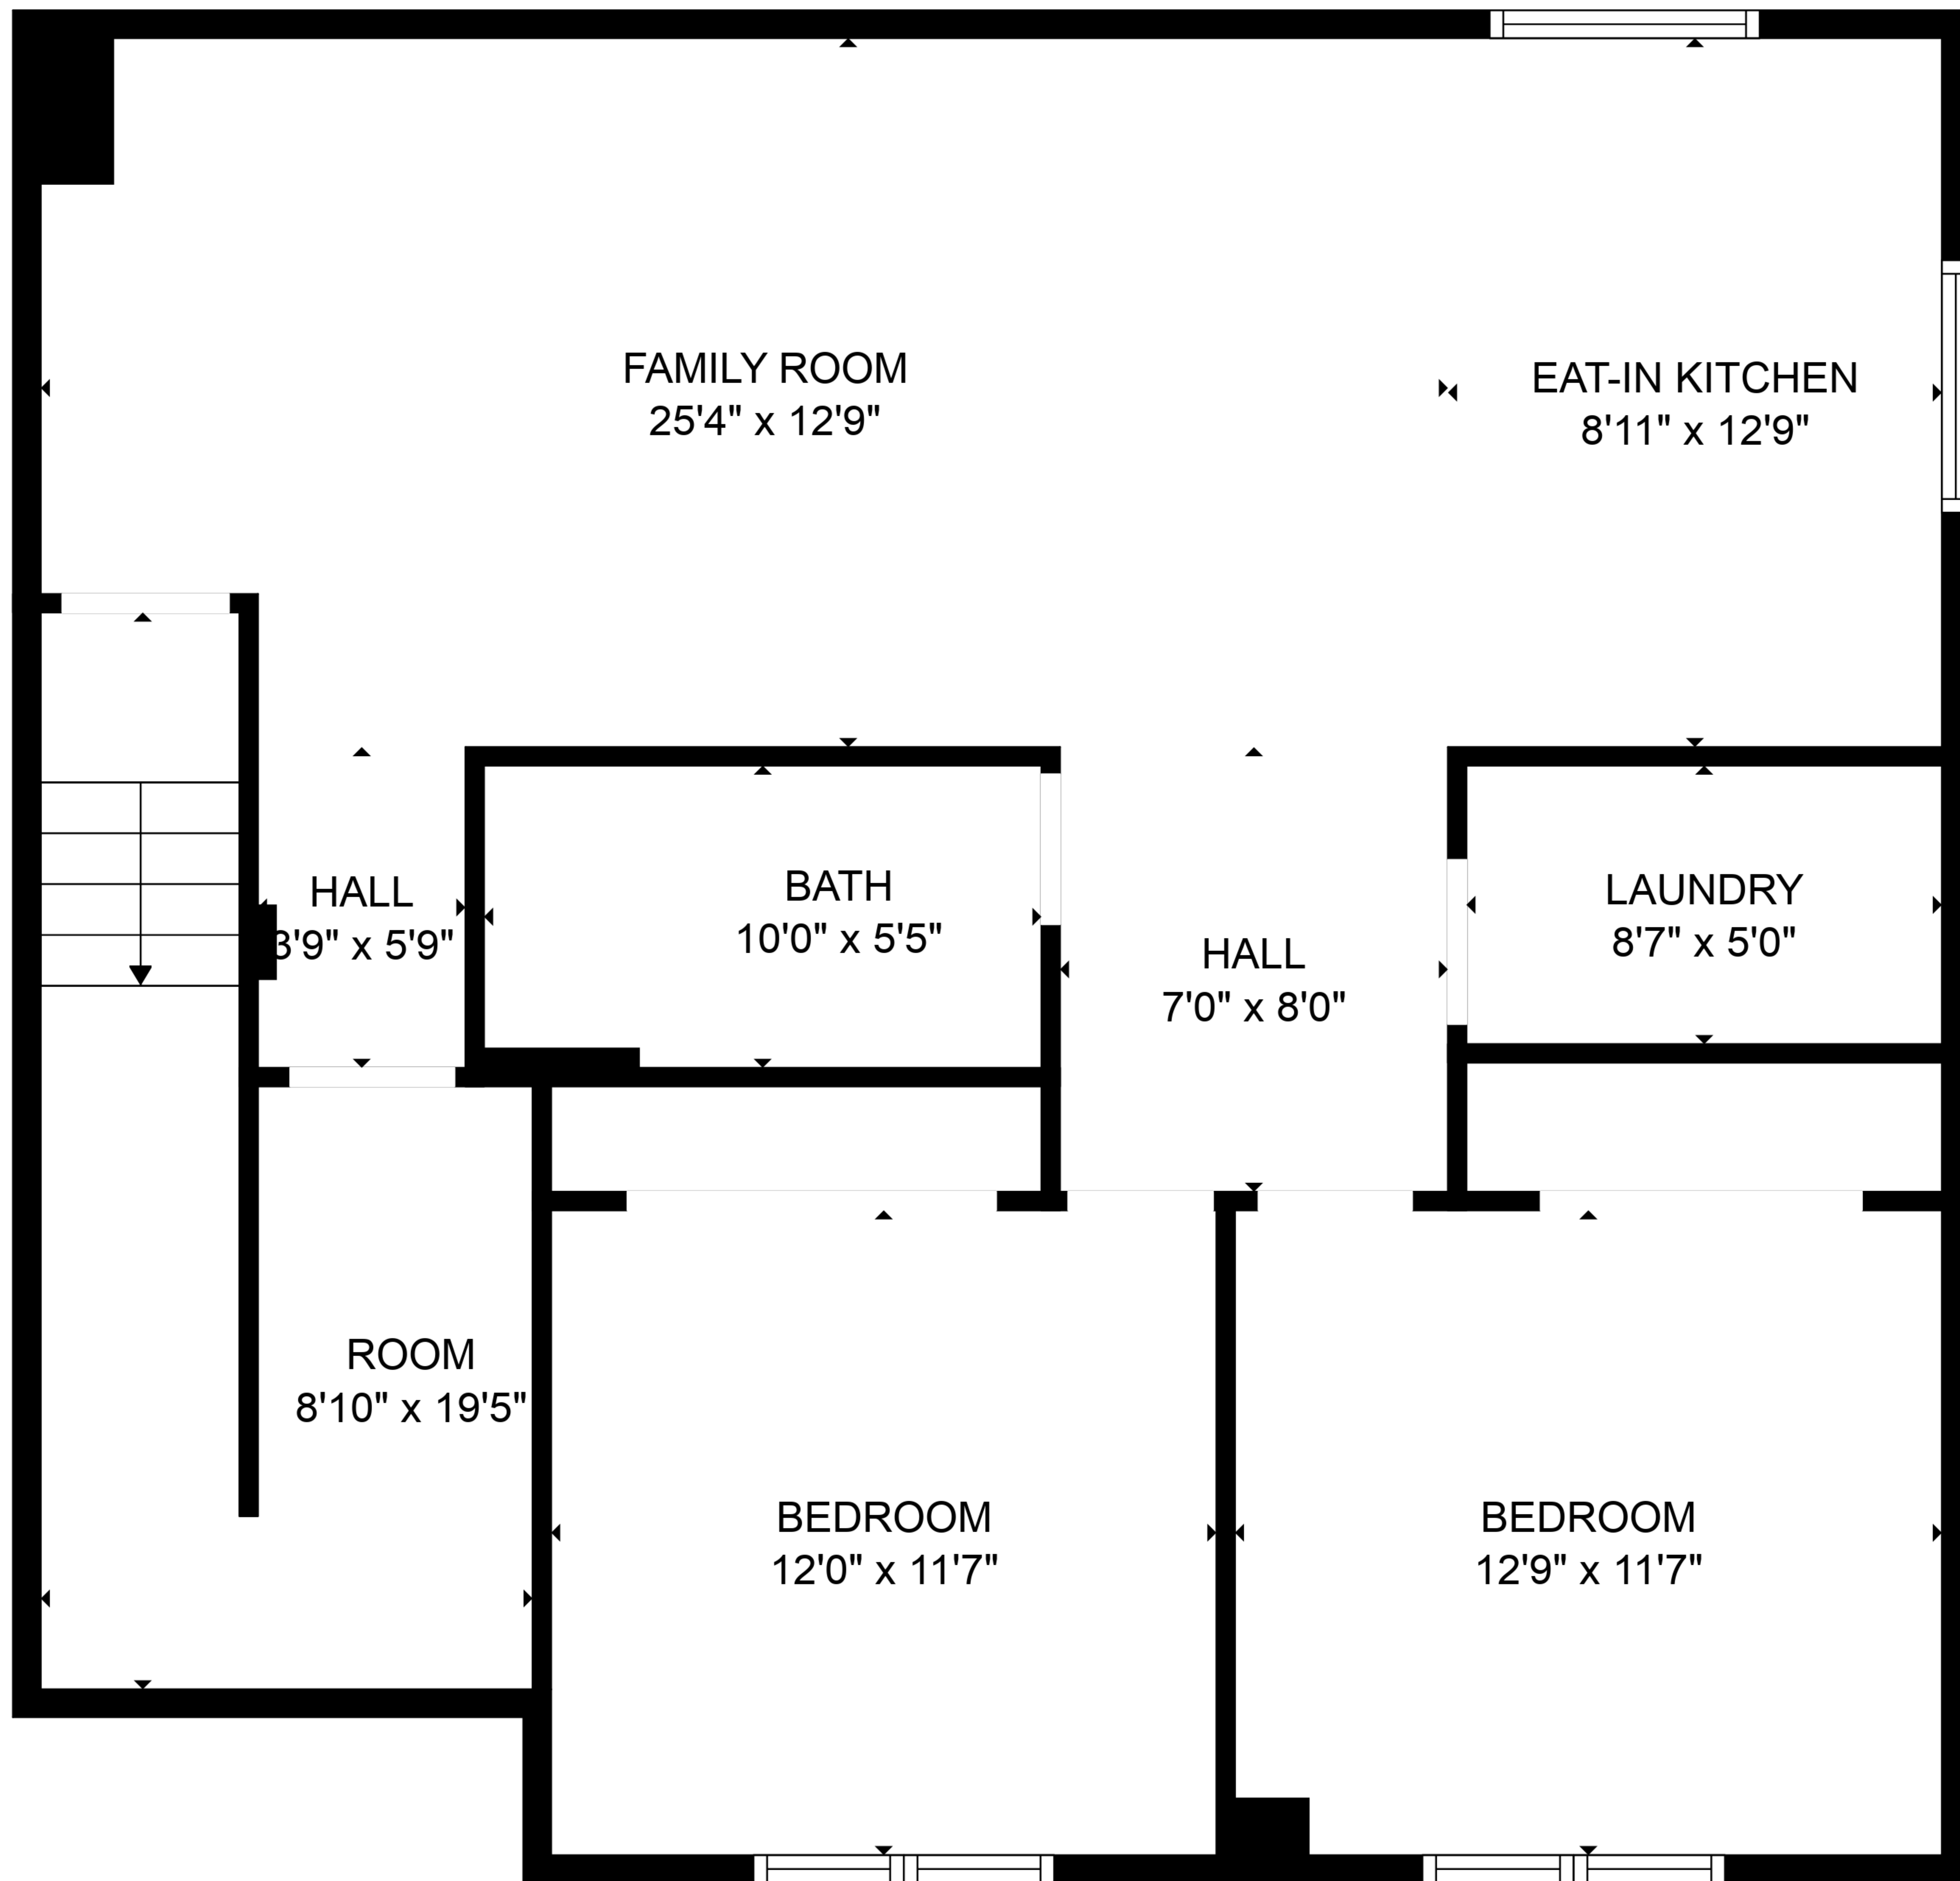 FAMILY ROOM
25'4" x 12'9"
EAT-IN KITCHEN
8'11" x 12'9"
HALL
3'9" x 5'9"
BATH
10'0" x 5'5"
HALL
7'0" x 8'0"
LAUNDRY
8'7" x 5'0"
ROOM
8'10" x 19'5"
BEDROOM
12'0" x 11'7"
BEDROOM
12'9" x 11'7"